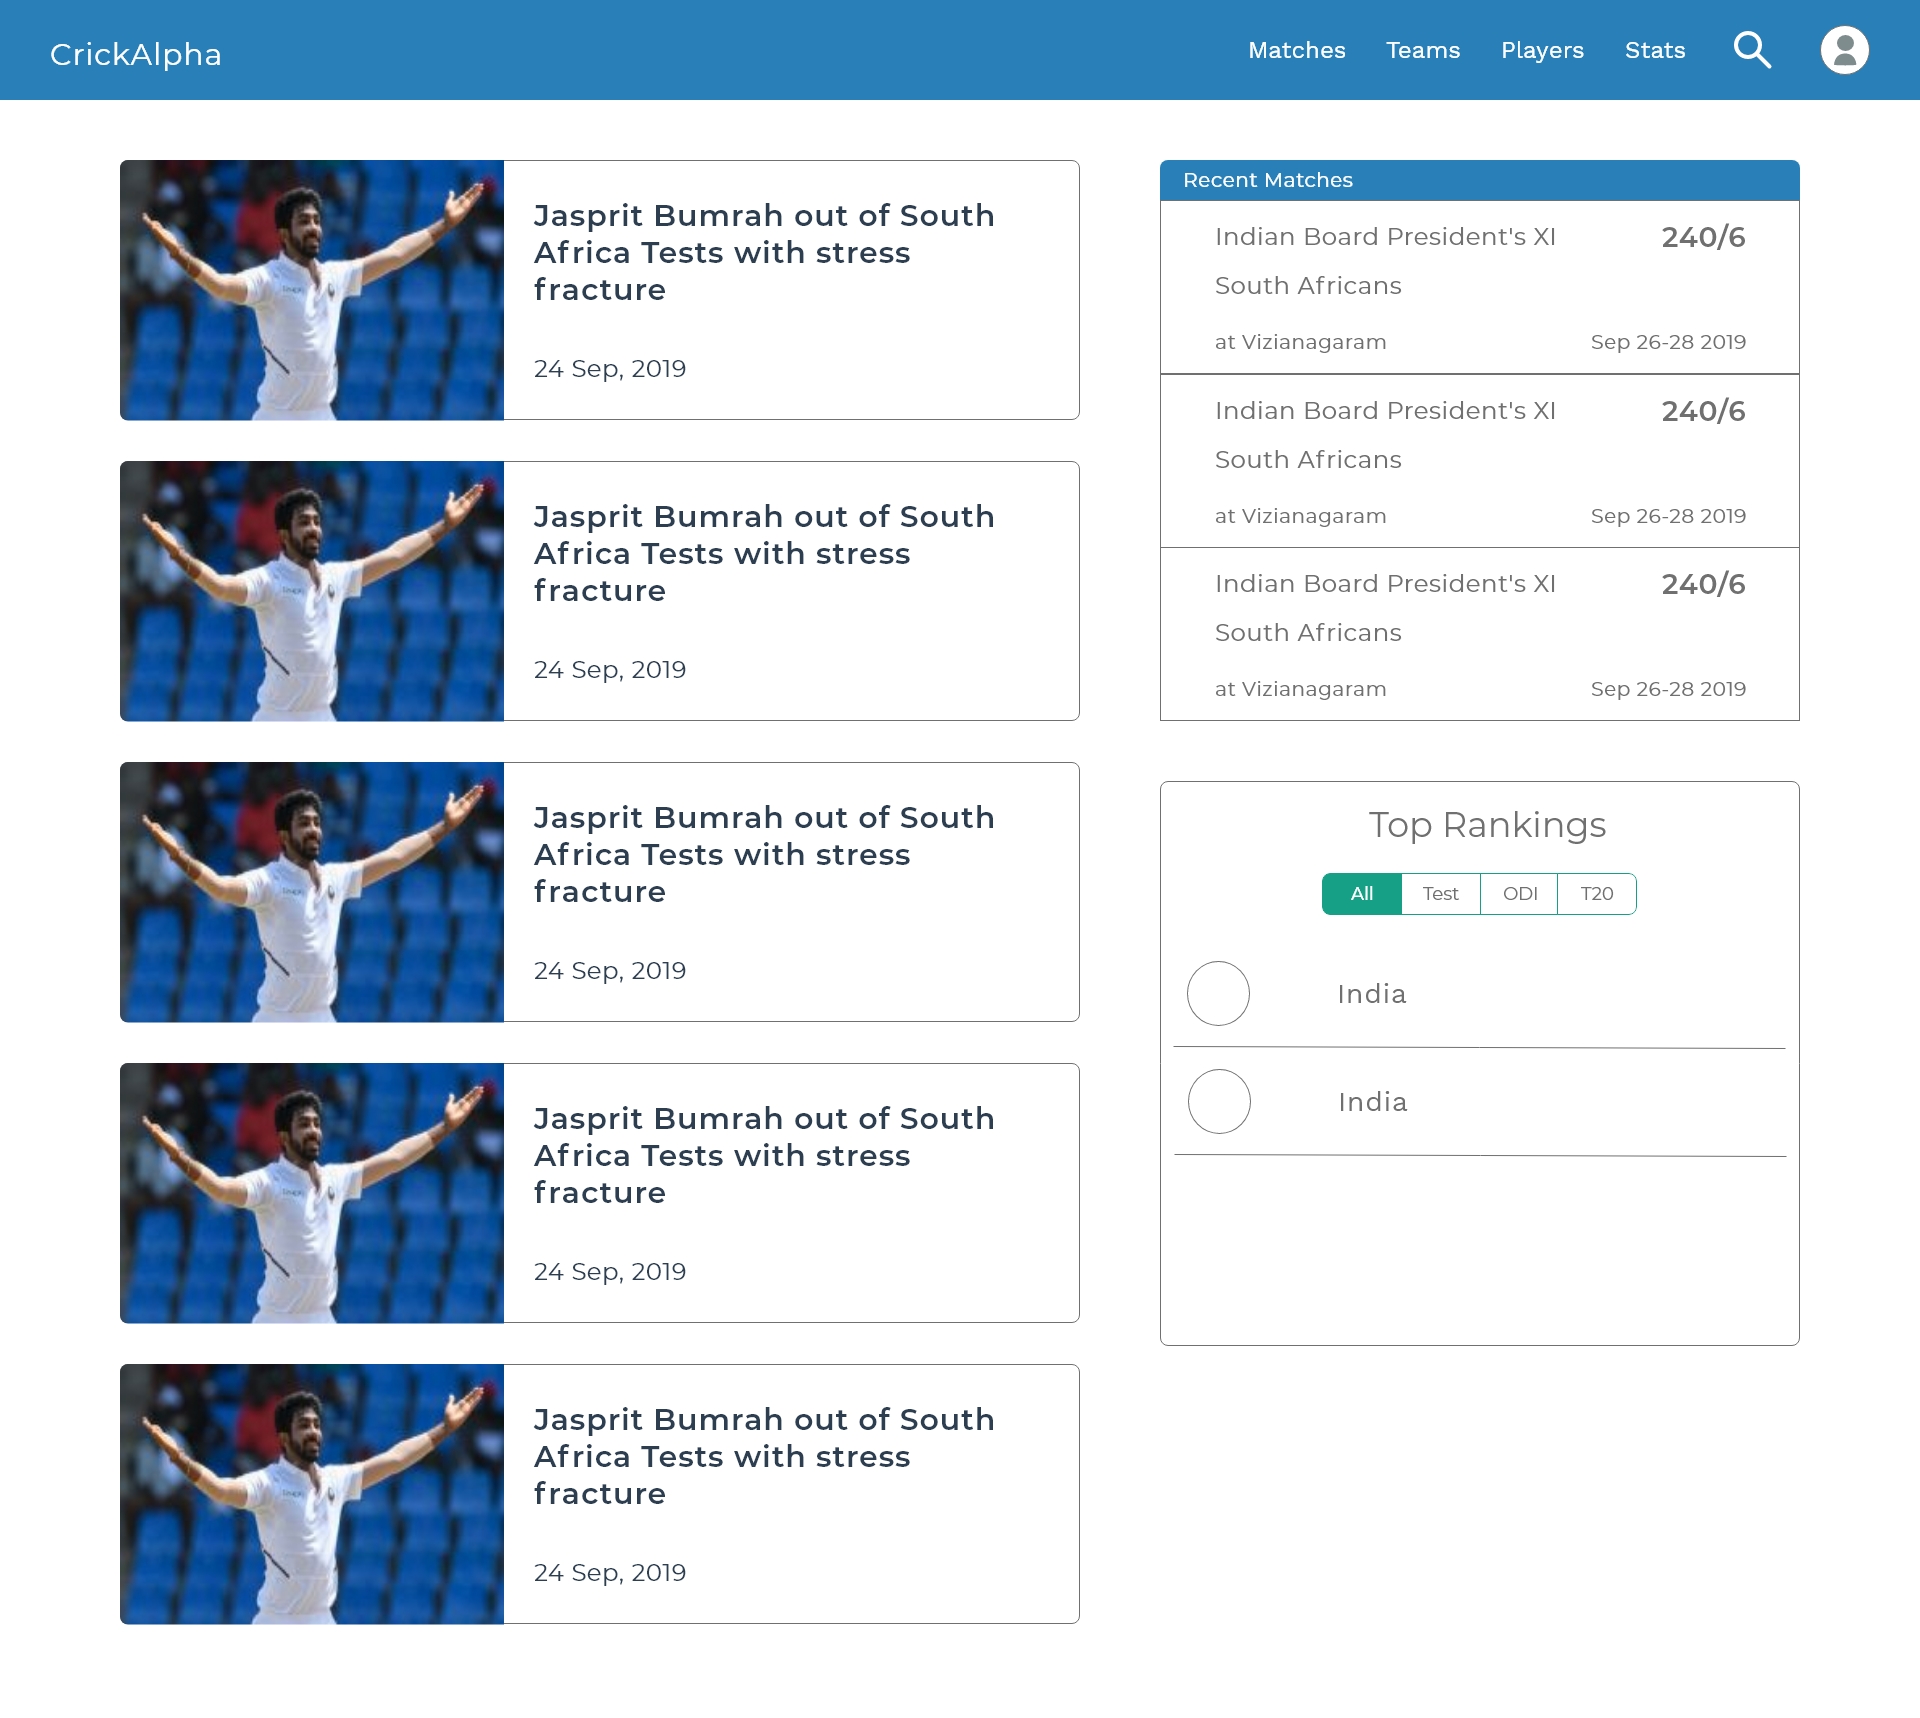 CrickAlpha
Matches
Teams
Players
Stats
Jasprit Bumrah out of South
Africa Tests with stress
fracture
24 Sep, 2019
Jasprit Bumrah out of South
Africa Tests with stress
fracture
24 Sep, 2019
Jasprit Bumrah out of South
Africa Tests with stress
fracture
24 Sep, 2019
Jasprit Bumrah out of South
Africa Tests with stress
fracture
24 Sep, 2019
Jasprit Bumrah out of South
Africa Tests with stress
fracture
24 Sep, 2019
Recent Matches
Indian Board President's XI 240/6
South Africans
at Vizianagaram Sep 26-28 2019
Indian Board President's XI 240/6
South Africans
at Vizianagaram Sep 26-28 2019
Indian Board President's XI 240/6
South Africans
at Vizianagaram Sep 26-28 2019
Top Rankings
All Test ODI T20
India
India